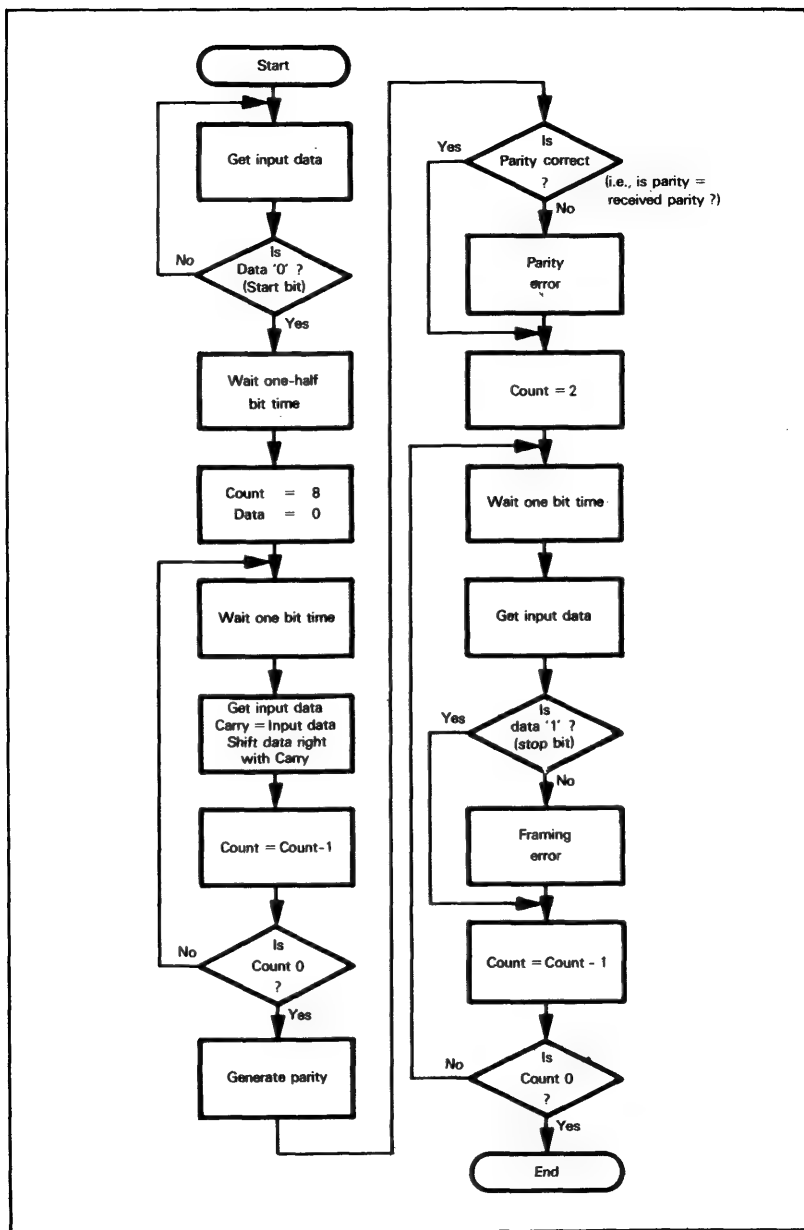 Start
Get input data
Is
Data '0' ?
(Start bit)
No
Yes
Wait one-half
bit time
Count = 8
Data = 0
Wait one bit time
Get input data
Carry = Input data
Shift data right
with Carry
Count = Count-1
Is
Count 0
?
No
Yes
Generate parity
Is
Parity correct
?
Yes
(i.e., is parity =
received parity ?)
No
Parity
error
Count = 2
Wait one bit time
Get input data
Is
data '1' ?
(stop bit)
Yes
No
Framing
error
Count = Count - 1
Is
Count 0
?
No
Yes
End